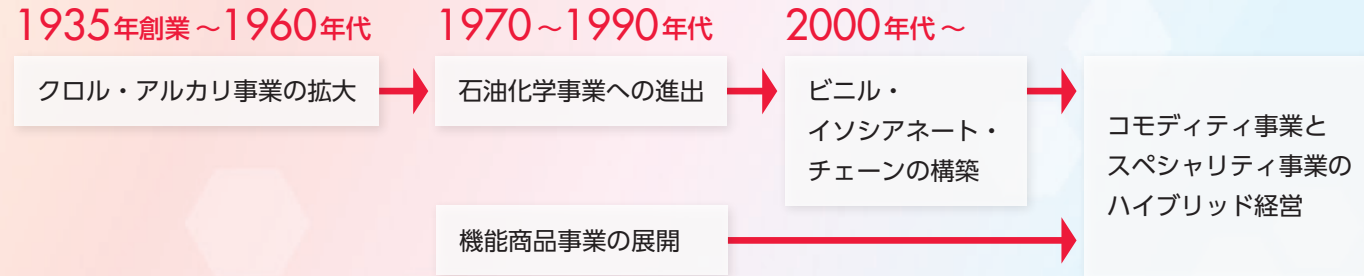 1935年創業～1960年代
1970～1990年代
2000年代～
クロル・アルカリ事業の拡大
石油化学事業への進出
ビニル・
イソシアネート・
チェーンの構築
機能商品事業の展開
コモディティ事業と
スペシャリティ事業の
ハイブリッド経営